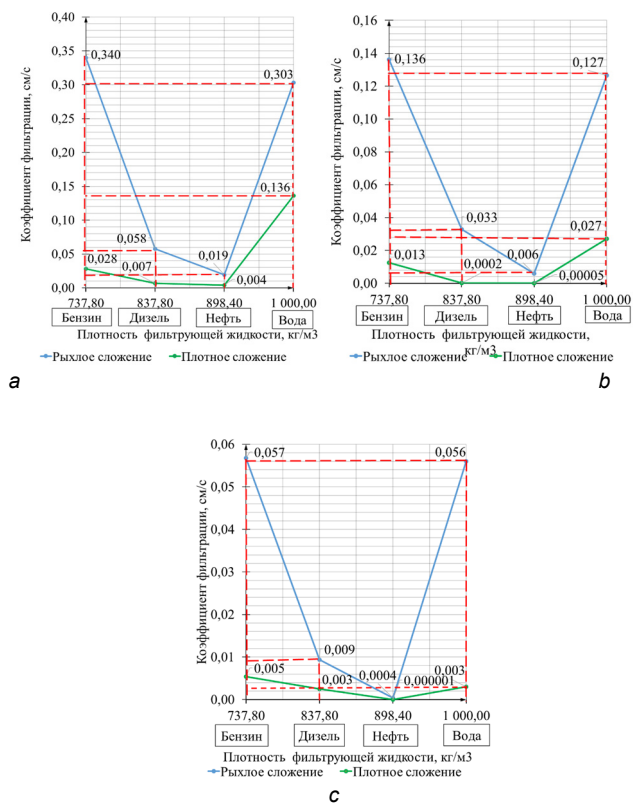 0,40
0,35
0,30
0,25
0,20
0,15
0,10
0,05
0,00
Коэффициент фильтрации, см/с
0,340
0,303
0,136
0,058
0,019
0,028
0,007
0,004
737,80 837,80 898,40 1 000,00
Бензин Дизель Нефть Вода
Плотность фильтрующей жидкости, кг/м3
Рыхлое сложение Плотное сложение
a
0,16
0,14
0,12
0,10
0,08
0,06
0,04
0,02
0,00
Коэффициент фильтрации, см/с
0,136
0,127
0,033
0,027
0,013
0,0002
0,006
0,00005
737,80 837,80 898,40 1 000,00
Бензин Дизель Нефть Вода
Плотность фильтрующей жидкости,
кг/м3
Рыхлое сложение Плотное сложение
b
0,06
0,05
0,04
0,03
0,02
0,01
0,00
Коэффициент фильтрации, см/с
0,057
0,056
0,009
0,005
0,003
0,0004
0,000001
0,003
737,80 837,80 898,40 1 000,00
Бензин Дизель Нефть Вода
Плотность фильтрующей жидкости, кг/м3
Рыхлое сложение Плотное сложение
c